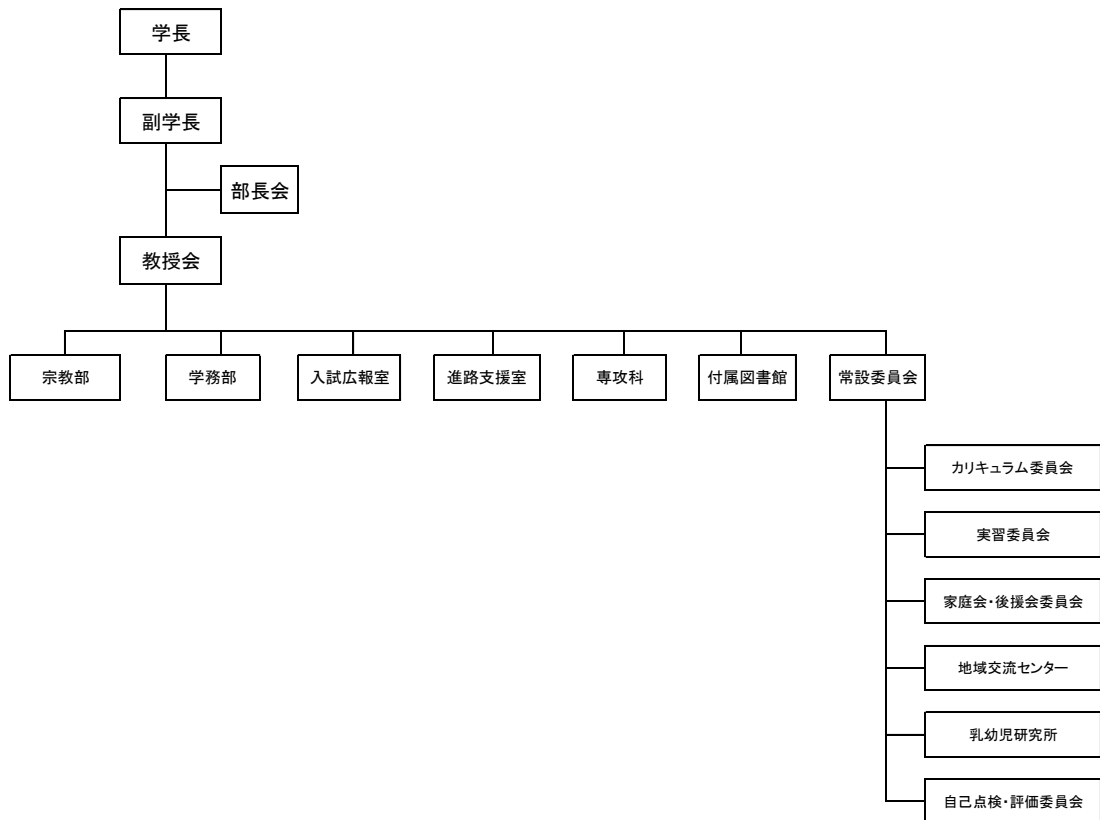 学長
副学長
部長会
教授会
宗教部
学務部
入試広報室
進路支援室
専攻科
付属図書館
常設委員会
カリキュラム委員会
実習委員会
家庭会・後援会委員会
地域交流センター
乳幼児研究所
自己点検・評価委員会